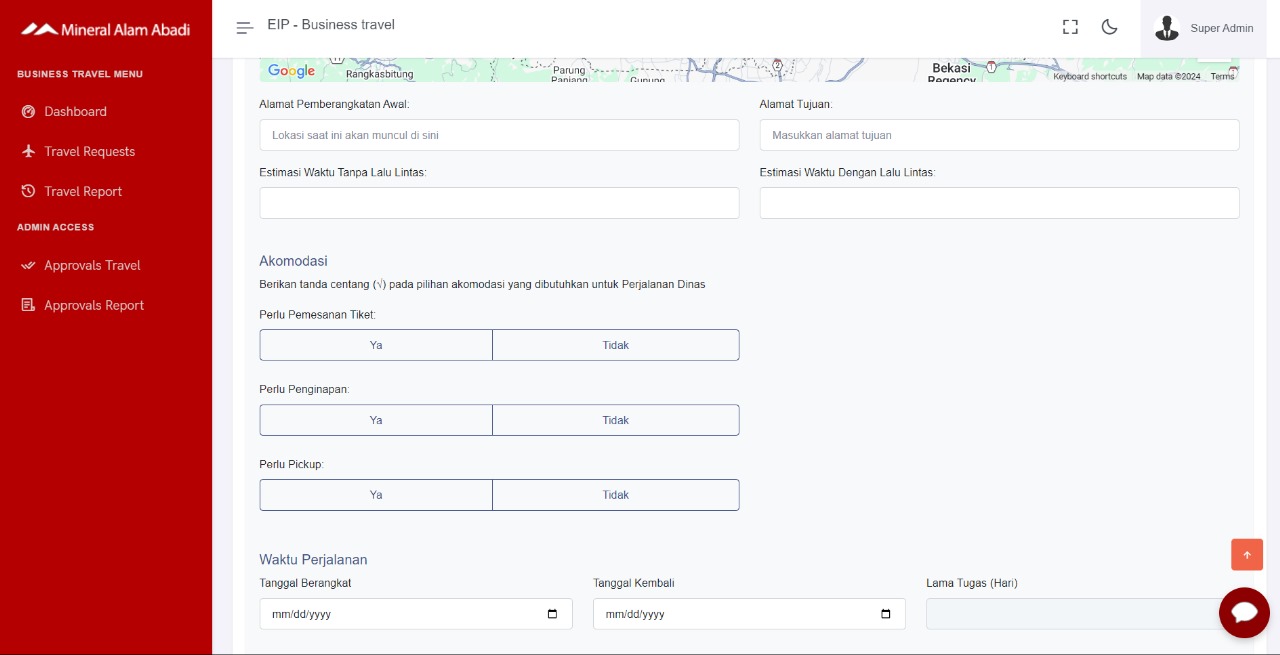 Mineral Alam Abadi
EIP - Business travel
Super Admin
BUSINESS TRAVEL MENU
Dashboard
Travel Requests
Travel Report
ADMIN ACCESS
Approvals Travel
Approvals Report
Google
Rangkasbitung
Parung
Panjang
Gunung
Bekasi
Regency
Keyboard shortcuts Map data ©2024 Terms
Alamat Pemberangkatan Awal: Alamat Tujuan:
Lokasi saat ini akan muncul di sini Masukkan alamat tujuan
Estimasi Waktu Tanpa Lalu Lintas: Estimasi Waktu Dengan Lalu Lintas:
Akomodasi
Berikan tanda centang (√) pada pilihan akomodasi yang dibutuhkan untuk Perjalanan Dinas
Perlu Pemesanan Tiket:
Ya Tidak
Perlu Penginapan:
Ya Tidak
Perlu Pickup:
Ya Tidak
Waktu Perjalanan
Tanggal Berangkat Tanggal Kembali Lama Tugas (Hari)
mm/dd/yyyy mm/dd/yyyy